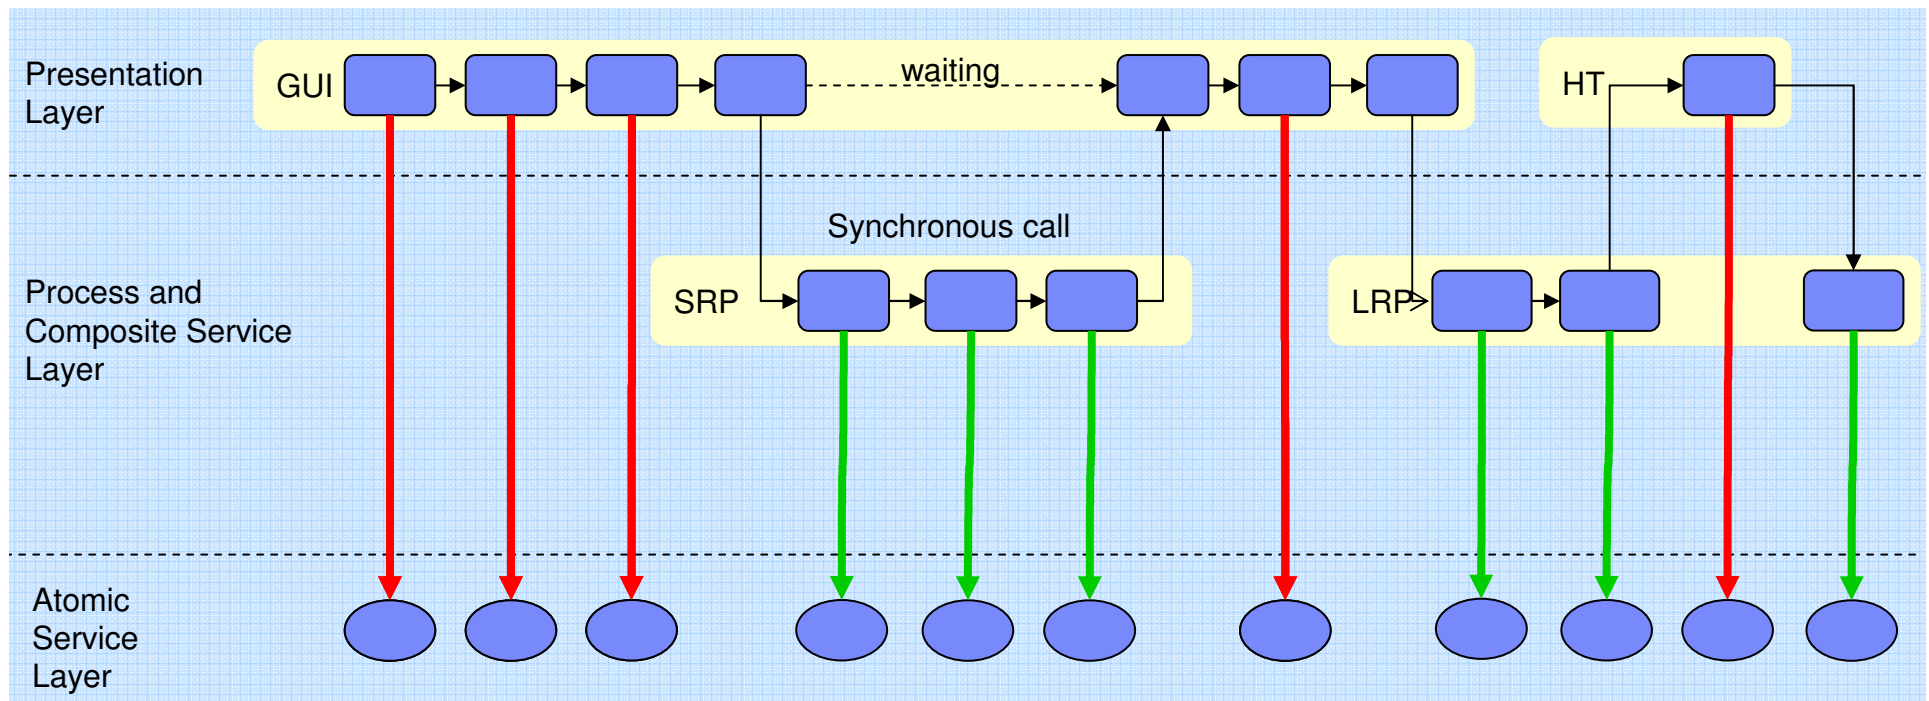 Presentation
Layer
GUI
waiting
HT
Synchronous call
Process and
Composite Service
Layer
SRP
LRP
Atomic
Service
Layer